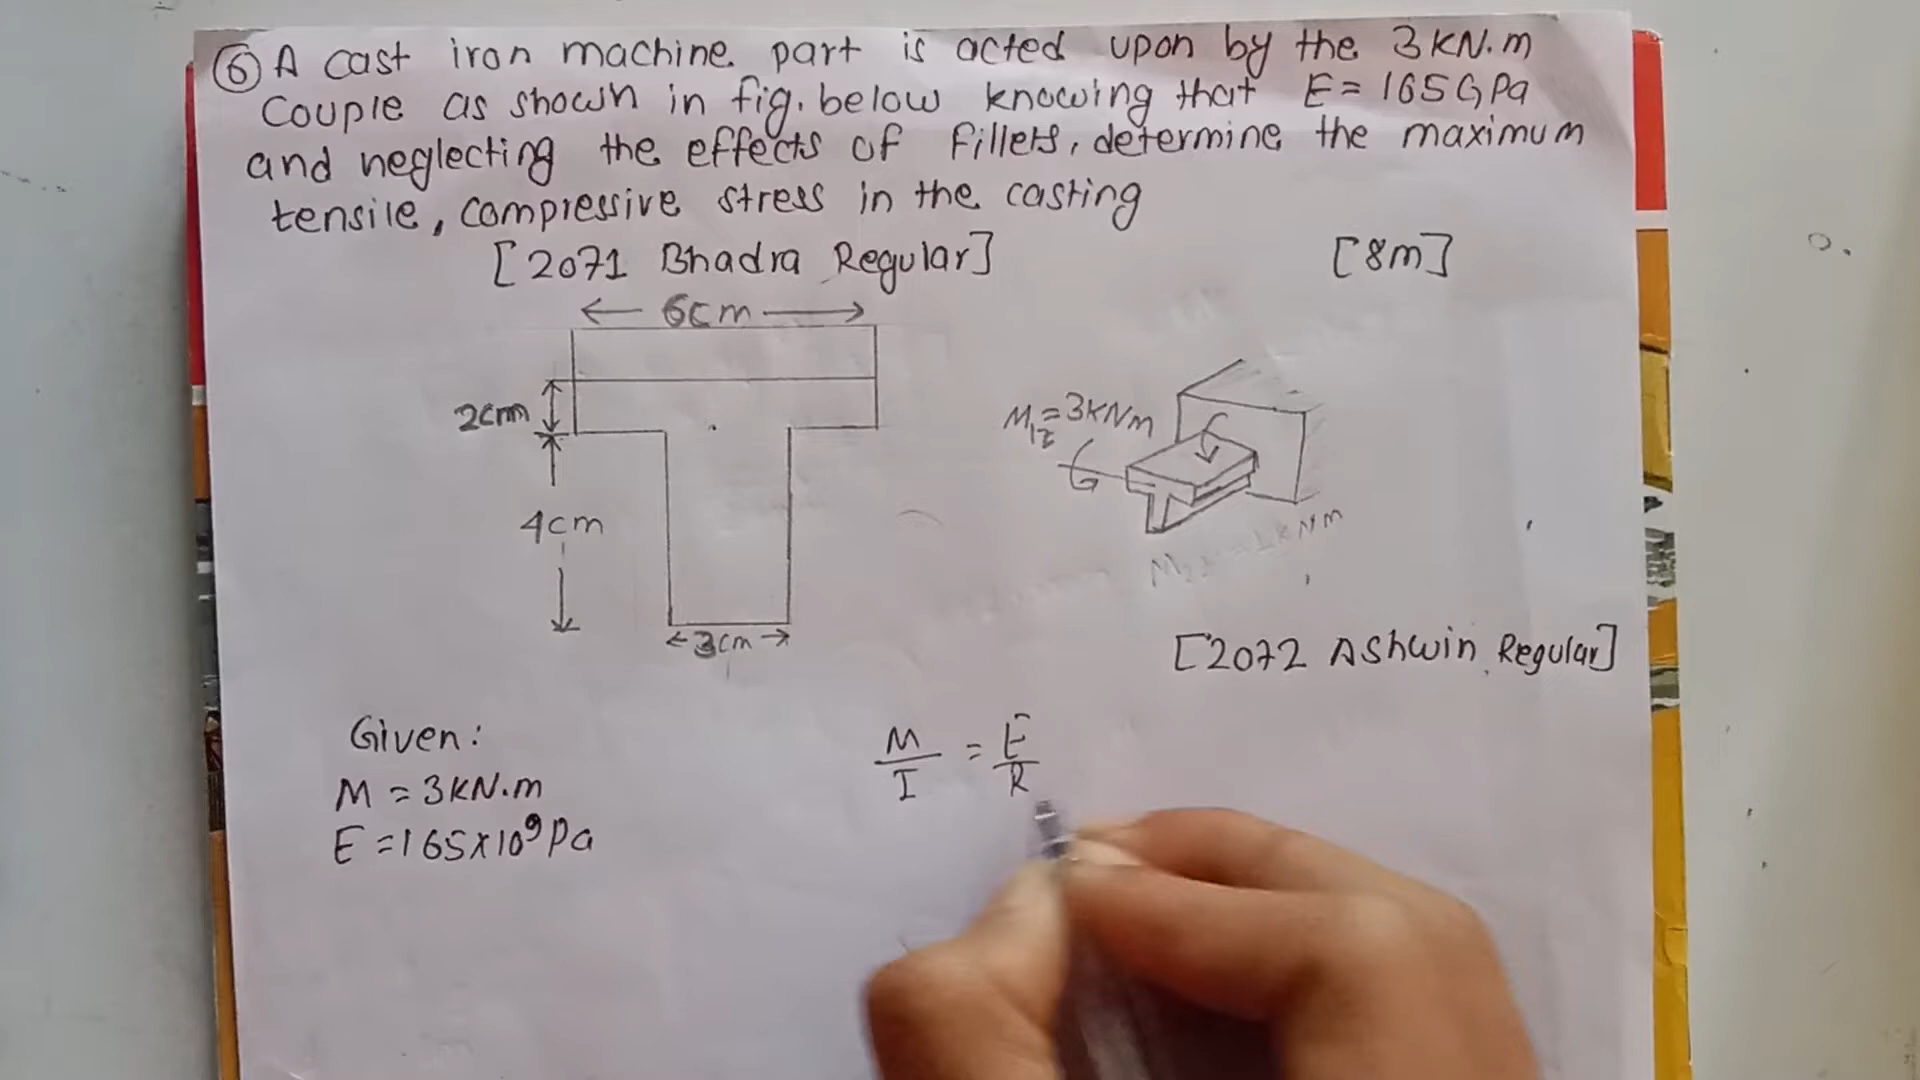 ⑥ A cast iron machine part is acted upon by the 3KN.m
Couple as shown in fig. below knowing that E = 165GPa
and neglecting the effects of fillets, determine the maximum
tensile, compressive stress in the casting
[2071 Bhadra Regular] [8m]
6cm
2cm
M = 3KNm
4cm
3cm
[2072 Ashwin Regular]
Given:
M = 3KN.m
E = 165×10⁹Pa
M/I = E/R